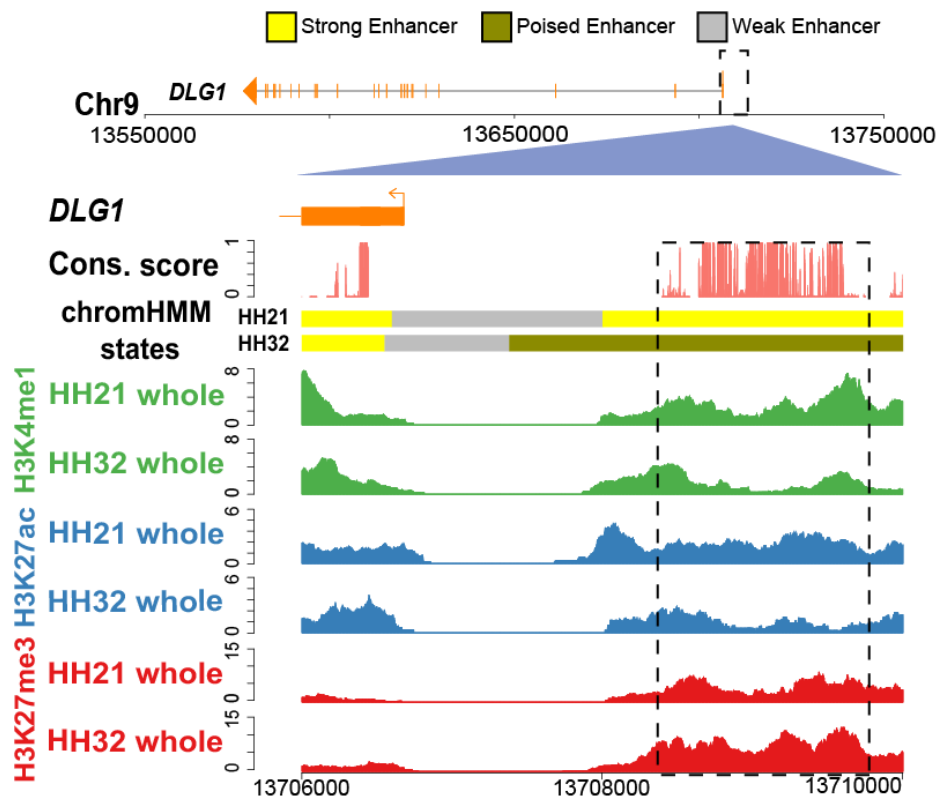 Strong Enhancer Poised Enhancer Weak Enhancer
DLG1
Chr9
13550000 13650000 13750000
DLG1
Cons. score
1
0
chromHMM
states
HH21
HH32
H3K4me1
HH21 whole
8
0
HH32 whole
8
0
H3K27ac
HH21 whole
6
0
HH32 whole
6
0
H3K27me3
HH21 whole
15
0
HH32 whole
15
0
13706000 13708000 13710000